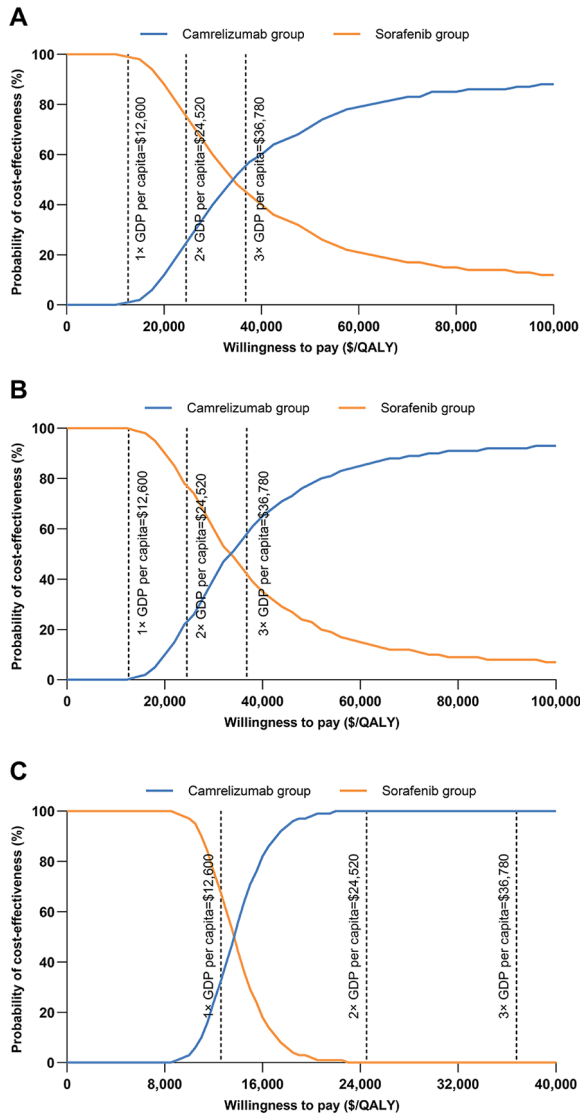 A
Camrelizumab group
Sorafenib group
Probability of cost-effectiveness (%)
100
80
60
40
20
0
1× GDP per capita=$12,600
2× GDP per capita=$24,520
3× GDP per capita=$36,780
0
20,000
40,000
60,000
80,000
100,000
Willingness to pay ($/QALY)
B
Camrelizumab group
Sorafenib group
Probability of cost-effectiveness (%)
100
80
60
40
20
0
1× GDP per capita=$12,600
2× GDP per capita=$24,520
3× GDP per capita=$36,780
0
20,000
40,000
60,000
80,000
100,000
Willingness to pay ($/QALY)
C
Camrelizumab group
Sorafenib group
Probability of cost-effectiveness (%)
100
80
60
40
20
0
1× GDP per capita=$12,600
2× GDP per capita=$24,520
3× GDP per capita=$36,780
0
8,000
16,000
24,000
32,000
40,000
Willingness to pay ($/QALY)